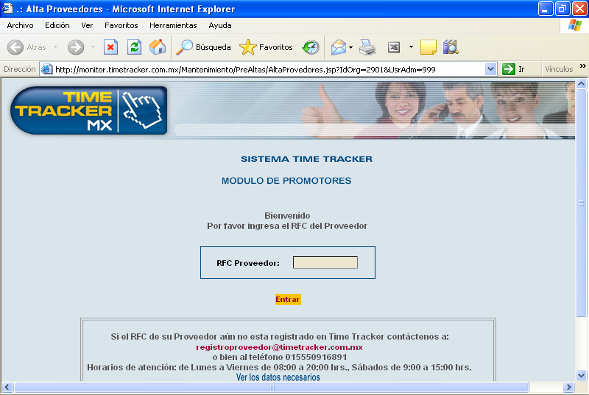 .: Alta Proveedores - Microsoft Internet Explorer
Archivo Edición Ver Favoritos Herramientas Ayuda
Atrás Búsqueda Favoritos
Dirección http://monitor.timetracker.com.mx/Mantenimiento/PreAltas/AltaProvedores.jsp?IdOrg=2901&UsrAdm=999 Ir Vínculos »
TIME
TRACKER
MX
SISTEMA TIME TRACKER
MODULO DE PROMOTORES
Bienvenido
Por favor ingresa el RFC del Proveedor
RFC Proveedor:
Entrar
Si el RFC de su Proveedor aún no esta registrado en Time Tracker contáctenos a:
registroproveedor@timetracker.com.mx
o bien al teléfono 015550916891
Horarios de atención: de Lunes a Viernes de 08:00 a 20:00 hrs., Sábados de 9:00 a 15:00 hrs.
Ver los datos necesarios